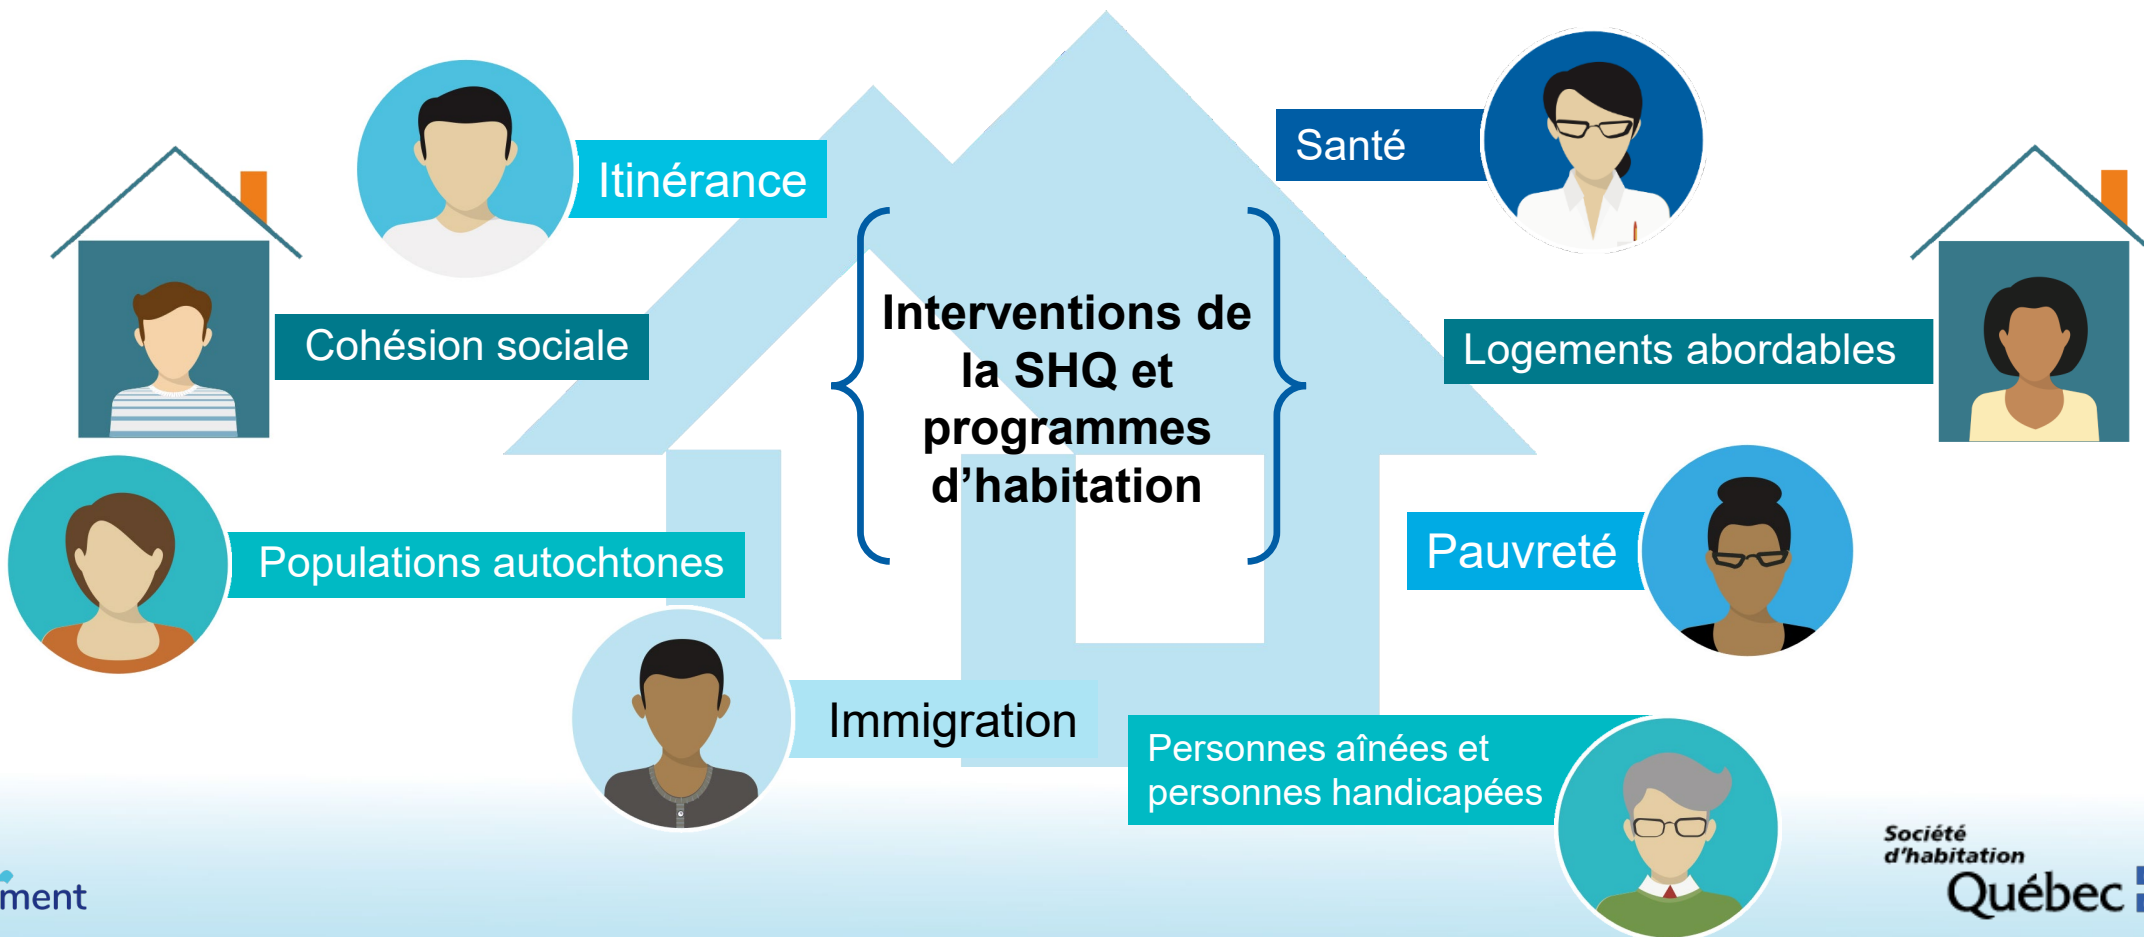 Itinérance
Santé
Cohésion sociale
Interventions de
la SHQ et
programmes
d'habitation
Logements abordables
Populations autochtones
Pauvreté
Immigration
Personnes aînées et
personnes handicapées
ment
Société
d'habitation
Québec